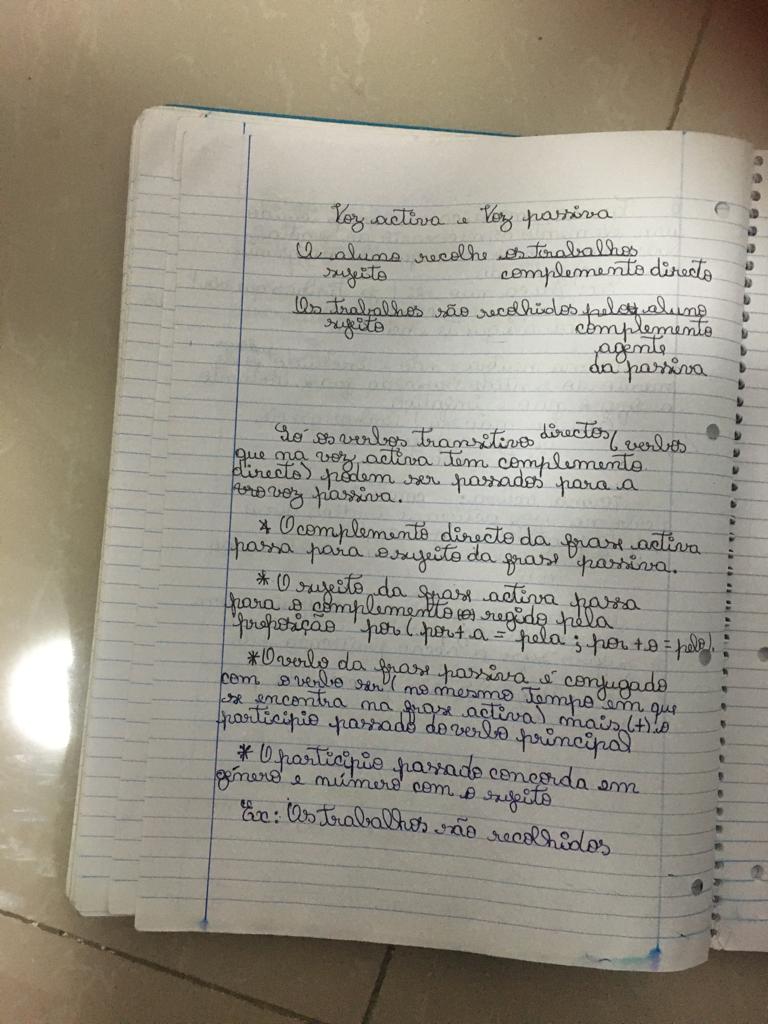 Voz activa e Voz passiva
O aluno recolhe os trabalhos
sujeito complemento directo
Os trabalhos são recolhidos pelo aluno
sujeito complemento
agente
da passiva
Só os verbos transitivos directos (verbos
que na voz activa tem complemento
directo) podem ser passados para a
voz passiva.
* O complemento directo da frase activa
passa para o sujeito da frase passiva.
* O sujeito da frase activa passa
para o complemento regido pela
preposição por (por + a = pela ; por + o = pelo).
* O verbo da frase passiva é conjugado
com o verbo ser (no mesmo tempo em que
se encontra na frase activa) mais (+) o
participio passado do verbo principal
* O participio passado concorda em
género e número com o sujeito
Ex: Os trabalhos são recolhidos